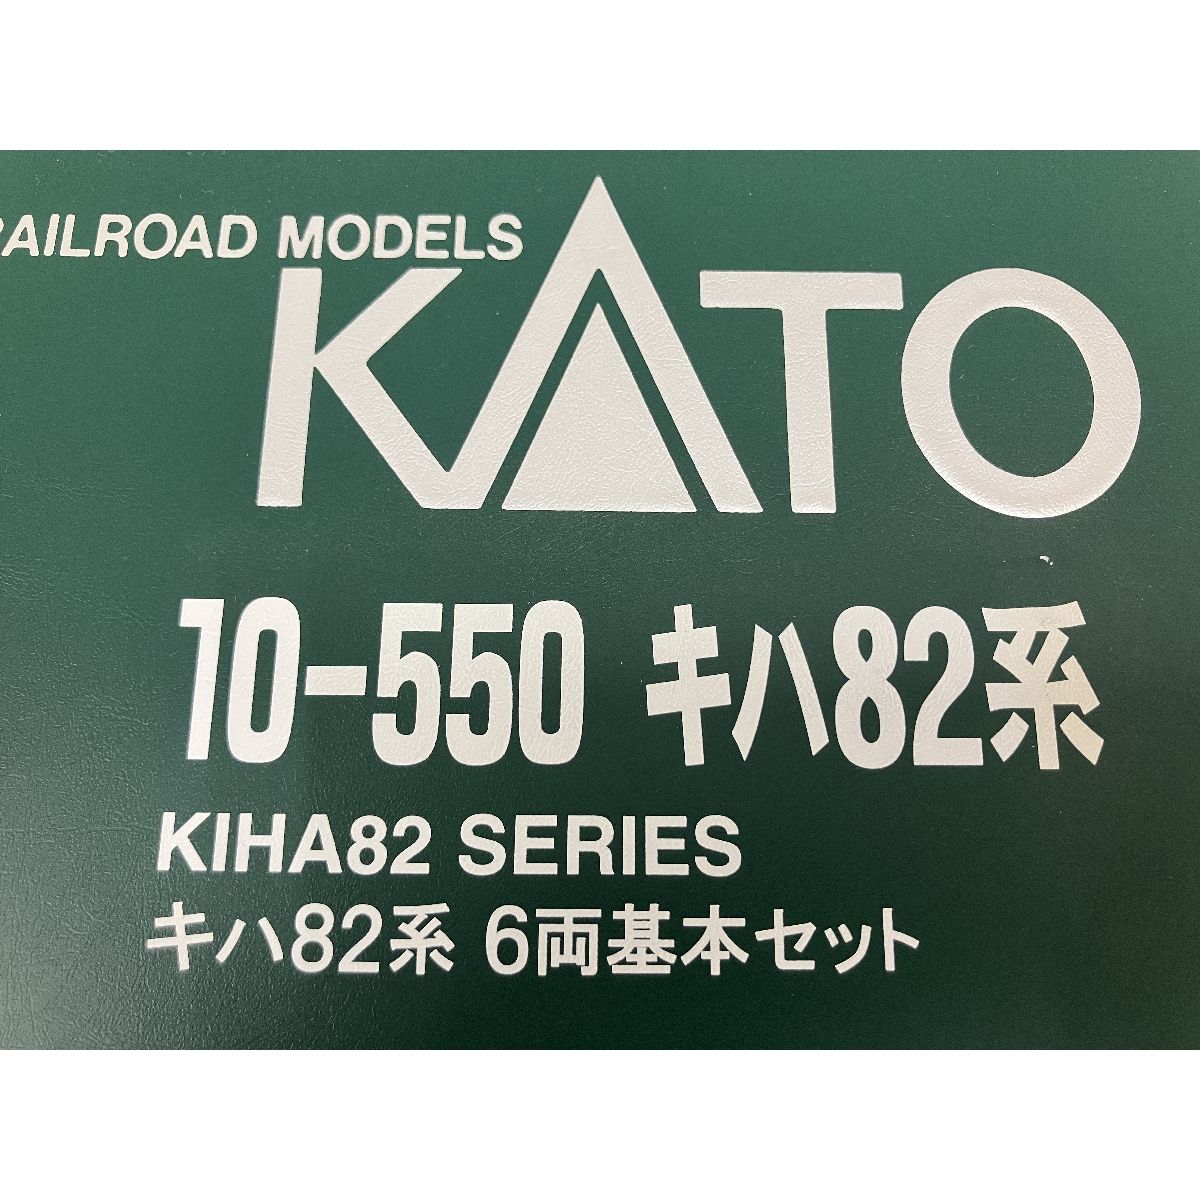 RAILROAD MODELS
KATO
10-550 キハ82系
KIHA82 SERIES
キハ82系 6両基本セット